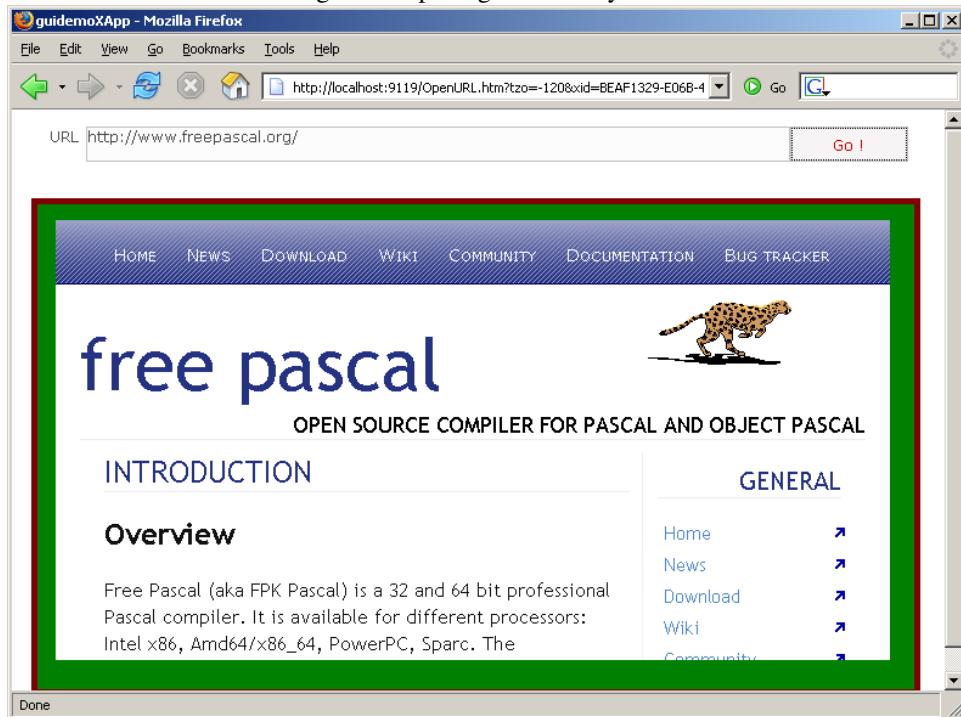 guidemoXApp - Mozilla Firefox
File Edit View Go Bookmarks Tools Help
http://localhost:9119/OpenURL.htm?tzo=-120&xid=BEAF1329-E06B-4 Go G
URL http://www.freepascal.org/ Go !
HOME NEWS DOWNLOAD WIKI COMMUNITY DOCUMENTATION BUG TRACKER
free pascal
OPEN SOURCE COMPILER FOR PASCAL AND OBJECT PASCAL
INTRODUCTION
Overview
Free Pascal (aka FPK Pascal) is a 32 and 64 bit professional
Pascal compiler. It is available for different processors:
Intel x86, Amd64/x86_64, PowerPC, Sparc. The
GENERAL
Home
News
Download
Wiki
Community
Done